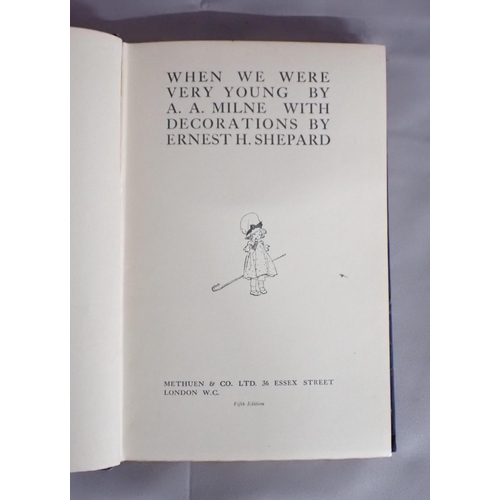 WHEN WE WERE
VERY YOUNG BY
A. A. MILNE WITH
DECORATIONS BY
ERNEST H. SHEPARD
METHUEN & CO. LTD. 36 ESSEX STREET
LONDON W.C.
Fifth Edition